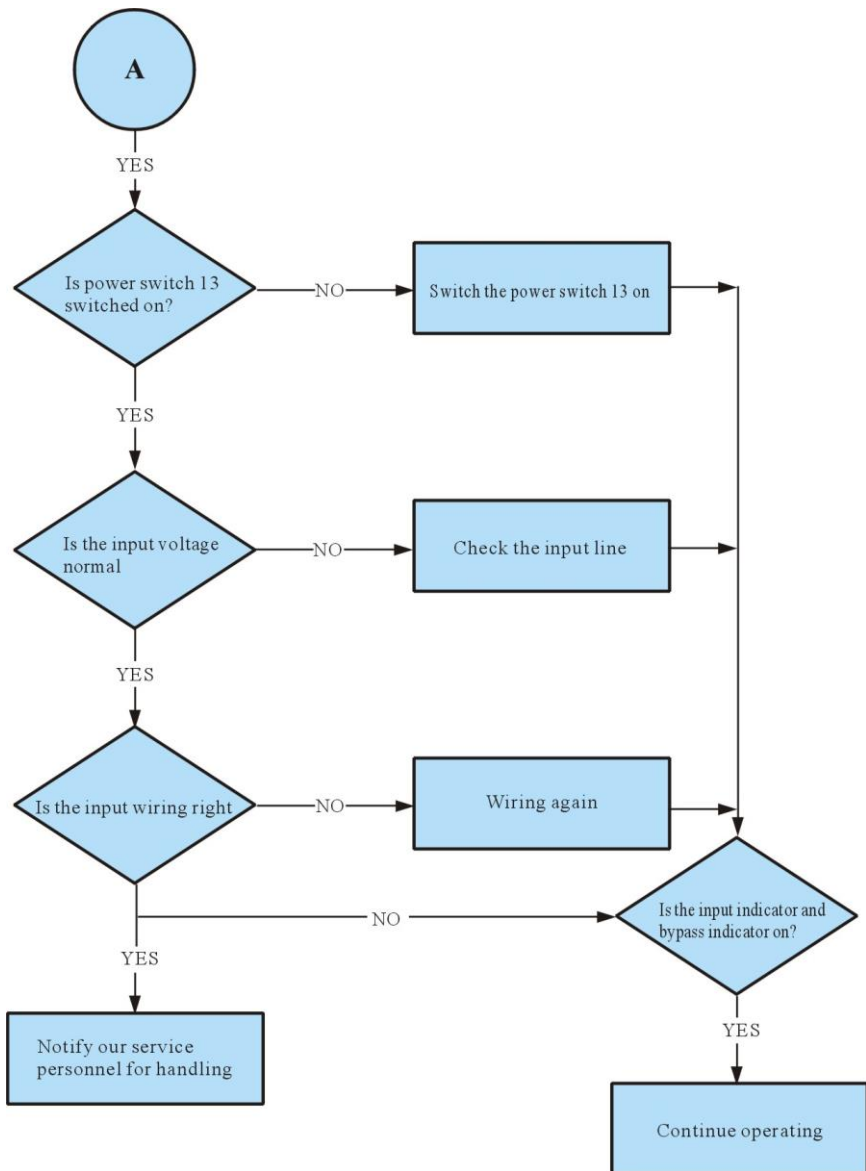 A
YES
Is power switch 13
switched on?
NO
Switch the power switch 13 on
YES
Is the input voltage
normal
NO
Check the input line
YES
Is the input wiring right
NO
Wiring again
NO
Is the input indicator and
bypass indicator on?
YES
Notify our service
personnel for handling
YES
Continue operating